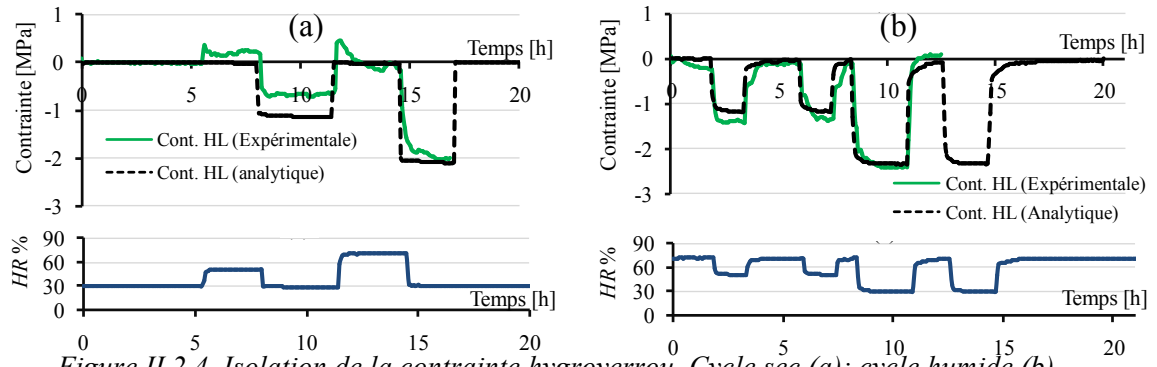 (a)
Contrainte [MPa]
Temps [h]
1
0
-1
-2
-3
0 5 10 15 20
Cont. HL (Expérimentale)
Cont. HL (analytique)
HR %
90
60
30
0
Temps [h]
0 5 10 15 20
(b)
Contrainte [MPa]
Temps [h]
1
0
-1
-2
-3
0 5 10 15 20
Cont. HL (Expérimentale)
Cont. HL (Analytique)
HR %
90
60
30
0
Temps [h]
0 5 10 15 20
Figure II.2.4. Isolation de la contrainte hygroverrou. Cycle sec (a); cycle humide (b)